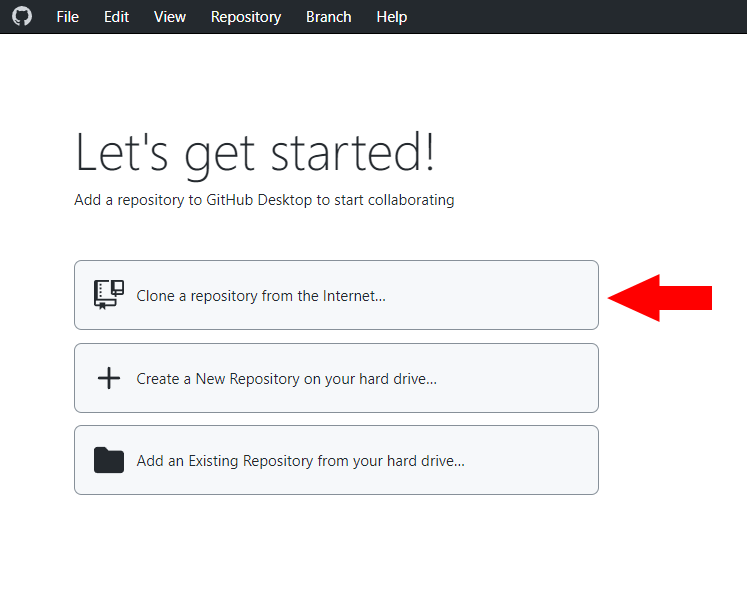 File Edit View Repository Branch Help
Let's get started!
Add a repository to GitHub Desktop to start collaborating
Clone a repository from the Internet...
Create a New Repository on your hard drive...
Add an Existing Repository from your hard drive...